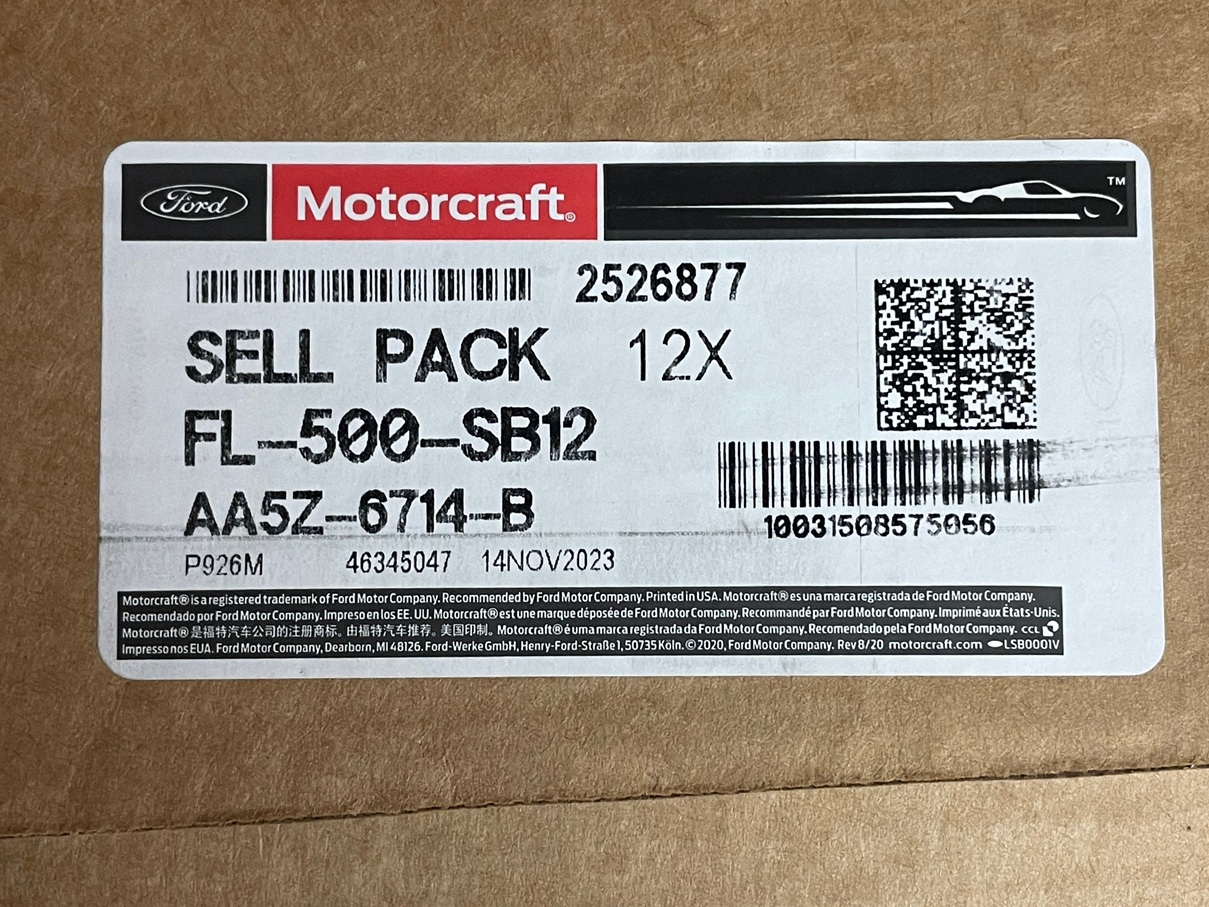 Ford Motorcraft® TM
2526877
SELL PACK 12X
FL-500-SB12
AA5Z-6714-B
10031508575056
P926M 46345047 14NOV2023
Motorcraft® is a registered trademark of Ford Motor Company. Recommended by Ford Motor Company. Printed in USA. Motorcraft® es una marca registrada de Ford Motor Company.
Recomendado por Ford Motor Company. Impreso en los EE. UU. Motorcraft® est une marque déposée de Ford Motor Company. Recommandé par Ford Motor Company. Imprimé aux États-Unis.
Motorcraft® 是福特汽车公司的注册商标。由福特汽车推荐。美国印制。Motorcraft® é uma marca registrada da Ford Motor Company. Recomendado pela Ford Motor Company. CCL
Impresso nos EUA. Ford Motor Company, Dearborn, MI 48126. Ford-Werke GmbH, Henry-Ford-Straße 1, 50735 Köln. © 2020, Ford Motor Company. Rev 8/20 motorcraft.com LSB0001V